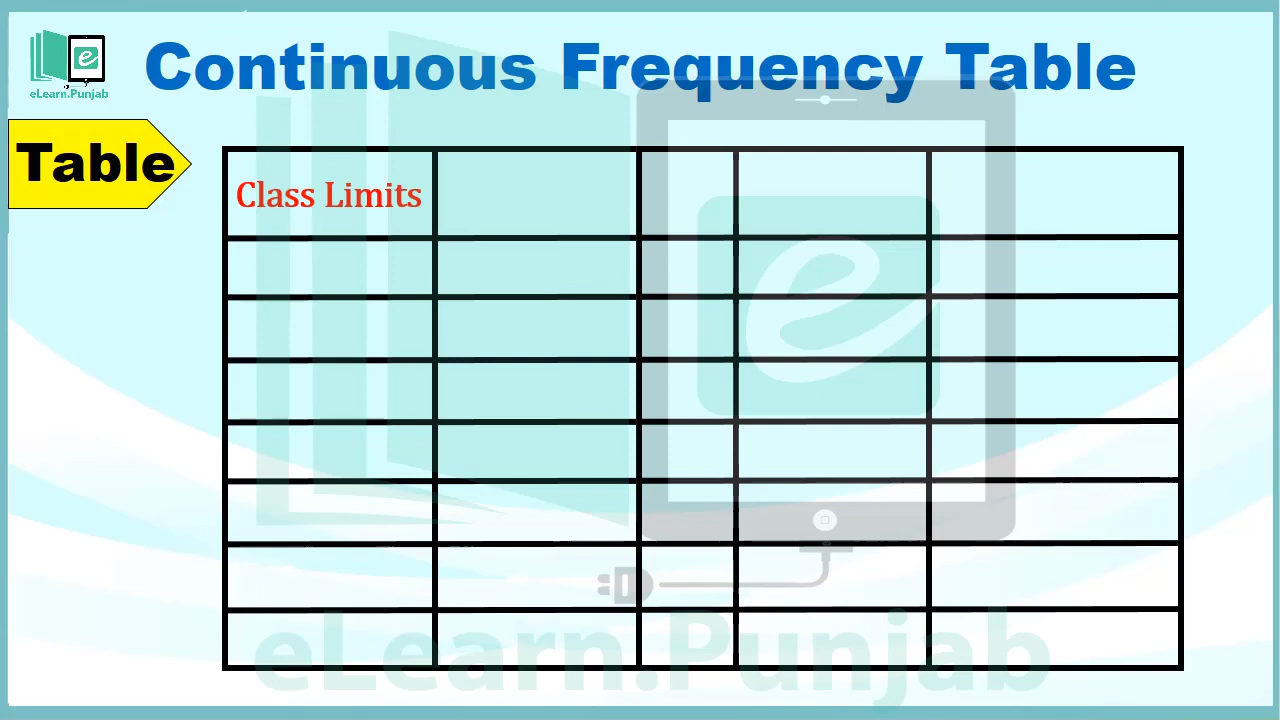 Continuous Frequency Table
eLearn.Punjab
Table
Class Limits
eLearn.Punjab